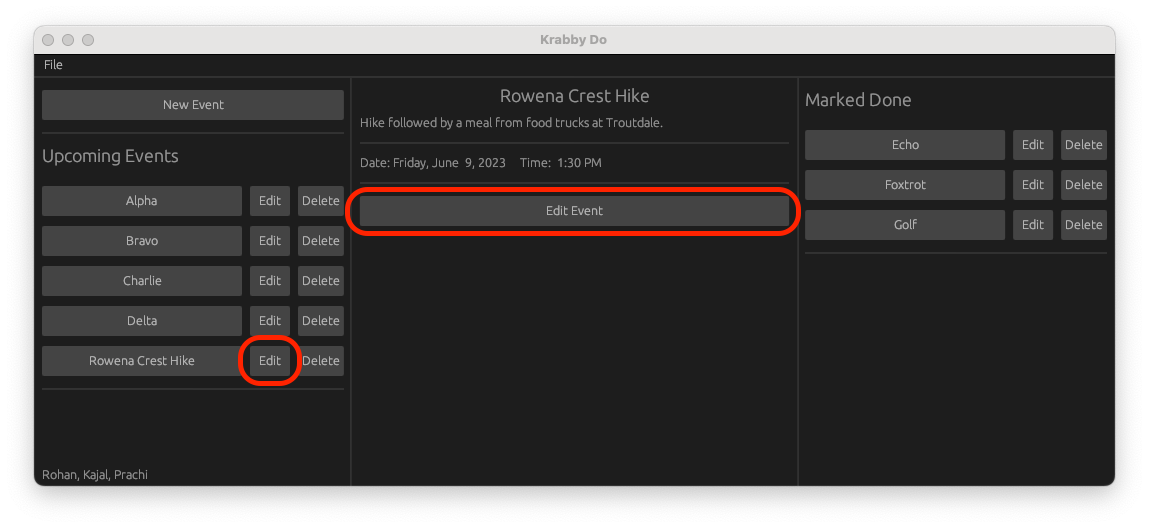 Krabby Do
File
New Event
Upcoming Events
Alpha Edit Delete
Bravo Edit Delete
Charlie Edit Delete
Delta Edit Delete
Rowena Crest Hike Edit Delete
Rohan, Kajal, Prachi
Rowena Crest Hike
Hike followed by a meal from food trucks at Troutdale.
Date: Friday, June  9, 2023 Time:  1:30 PM
Edit Event
Marked Done
Echo Edit Delete
Foxtrot Edit Delete
Golf Edit Delete